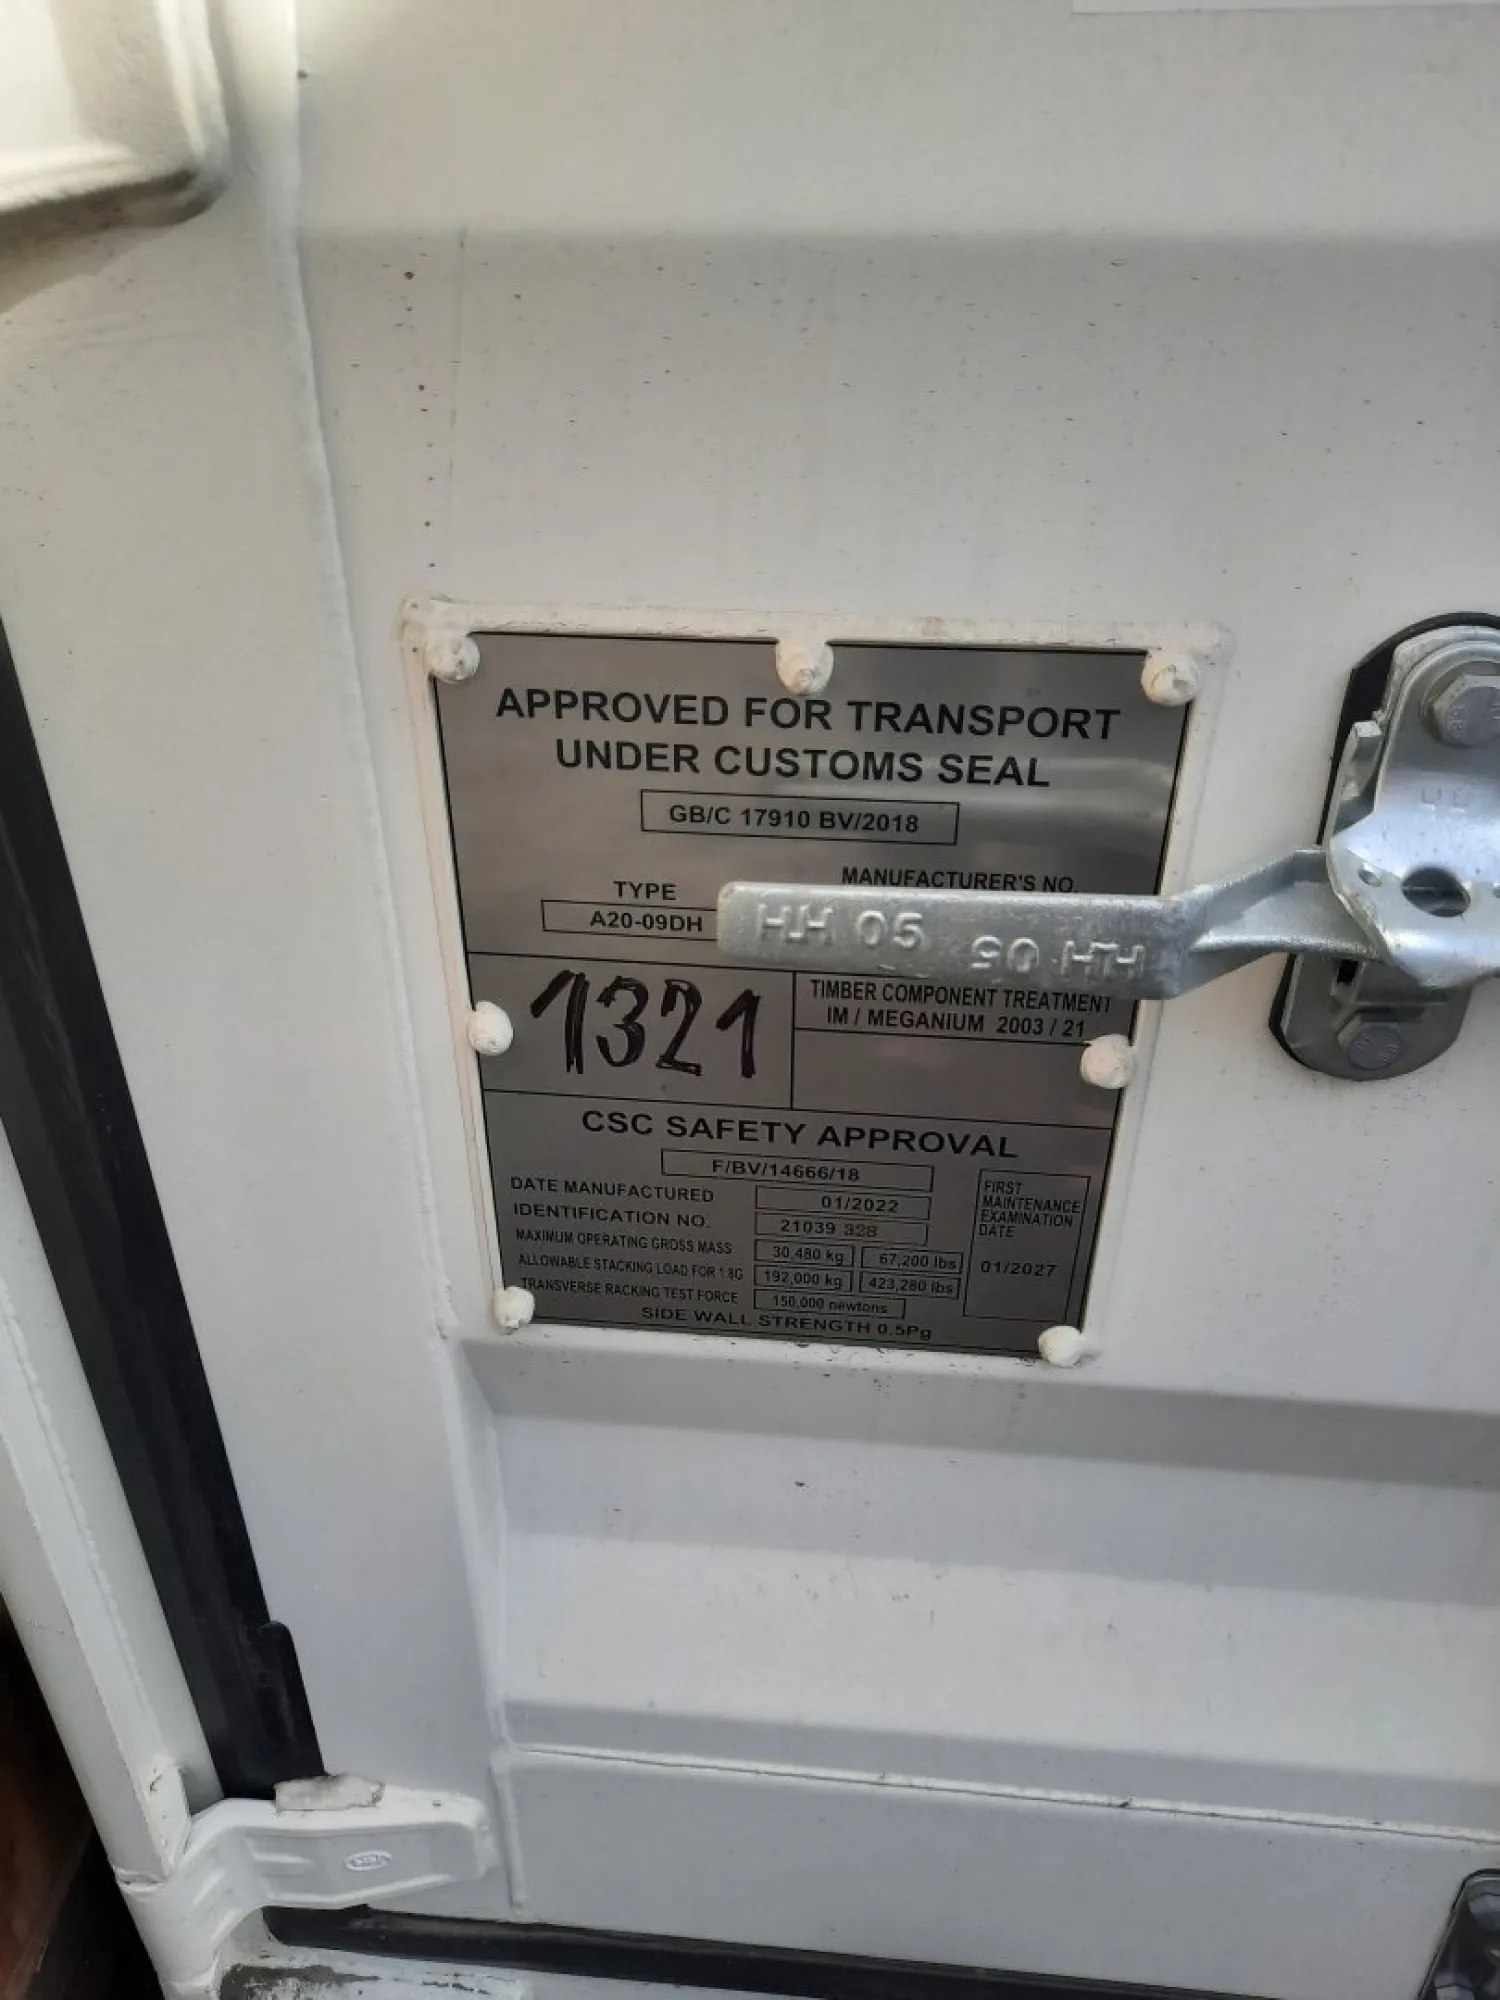 APPROVED FOR TRANSPORT
UNDER CUSTOMS SEAL
GB/C 17910 BV/2018
MANUFACTURER'S NO.
TYPE
A20-09DH
HH 05 50 HH
1321
TIMBER COMPONENT TREATMENT
IM / MEGANIUM 2003 / 21
CSC SAFETY APPROVAL
F/BV/14666/18
DATE MANUFACTURED 01/2022
IDENTIFICATION NO. 21039 328
MAXIMUM OPERATING GROSS MASS 30,480 kg 67,200 lbs
ALLOWABLE STACKING LOAD FOR 1.8G 192,000 kg 423,280 lbs
TRANSVERSE RACKING TEST FORCE 150,000 newtons
SIDE WALL STRENGTH 0.5Pg
FIRST
MAINTENANCE
EXAMINATION
DATE
01/2027